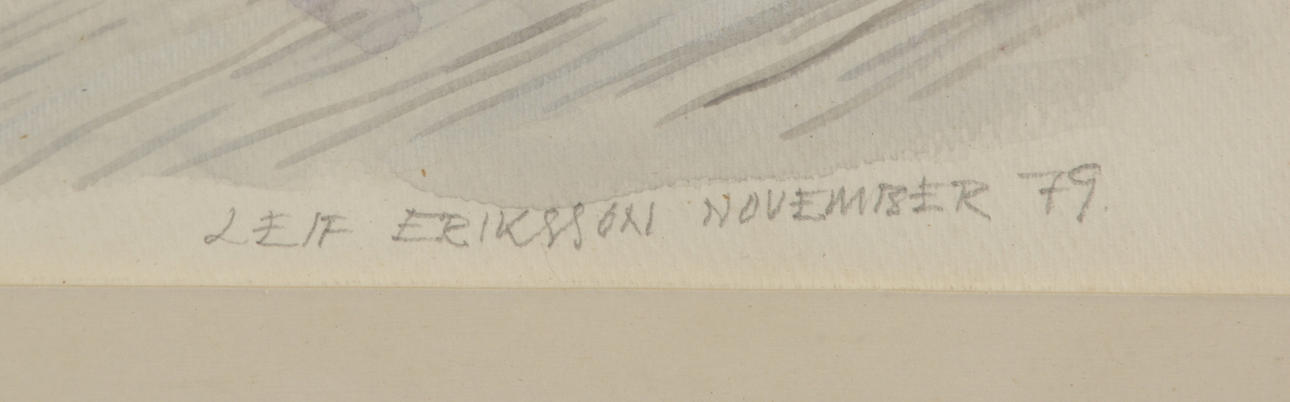 LEIF ERIKSSON NOVEMBER 79.